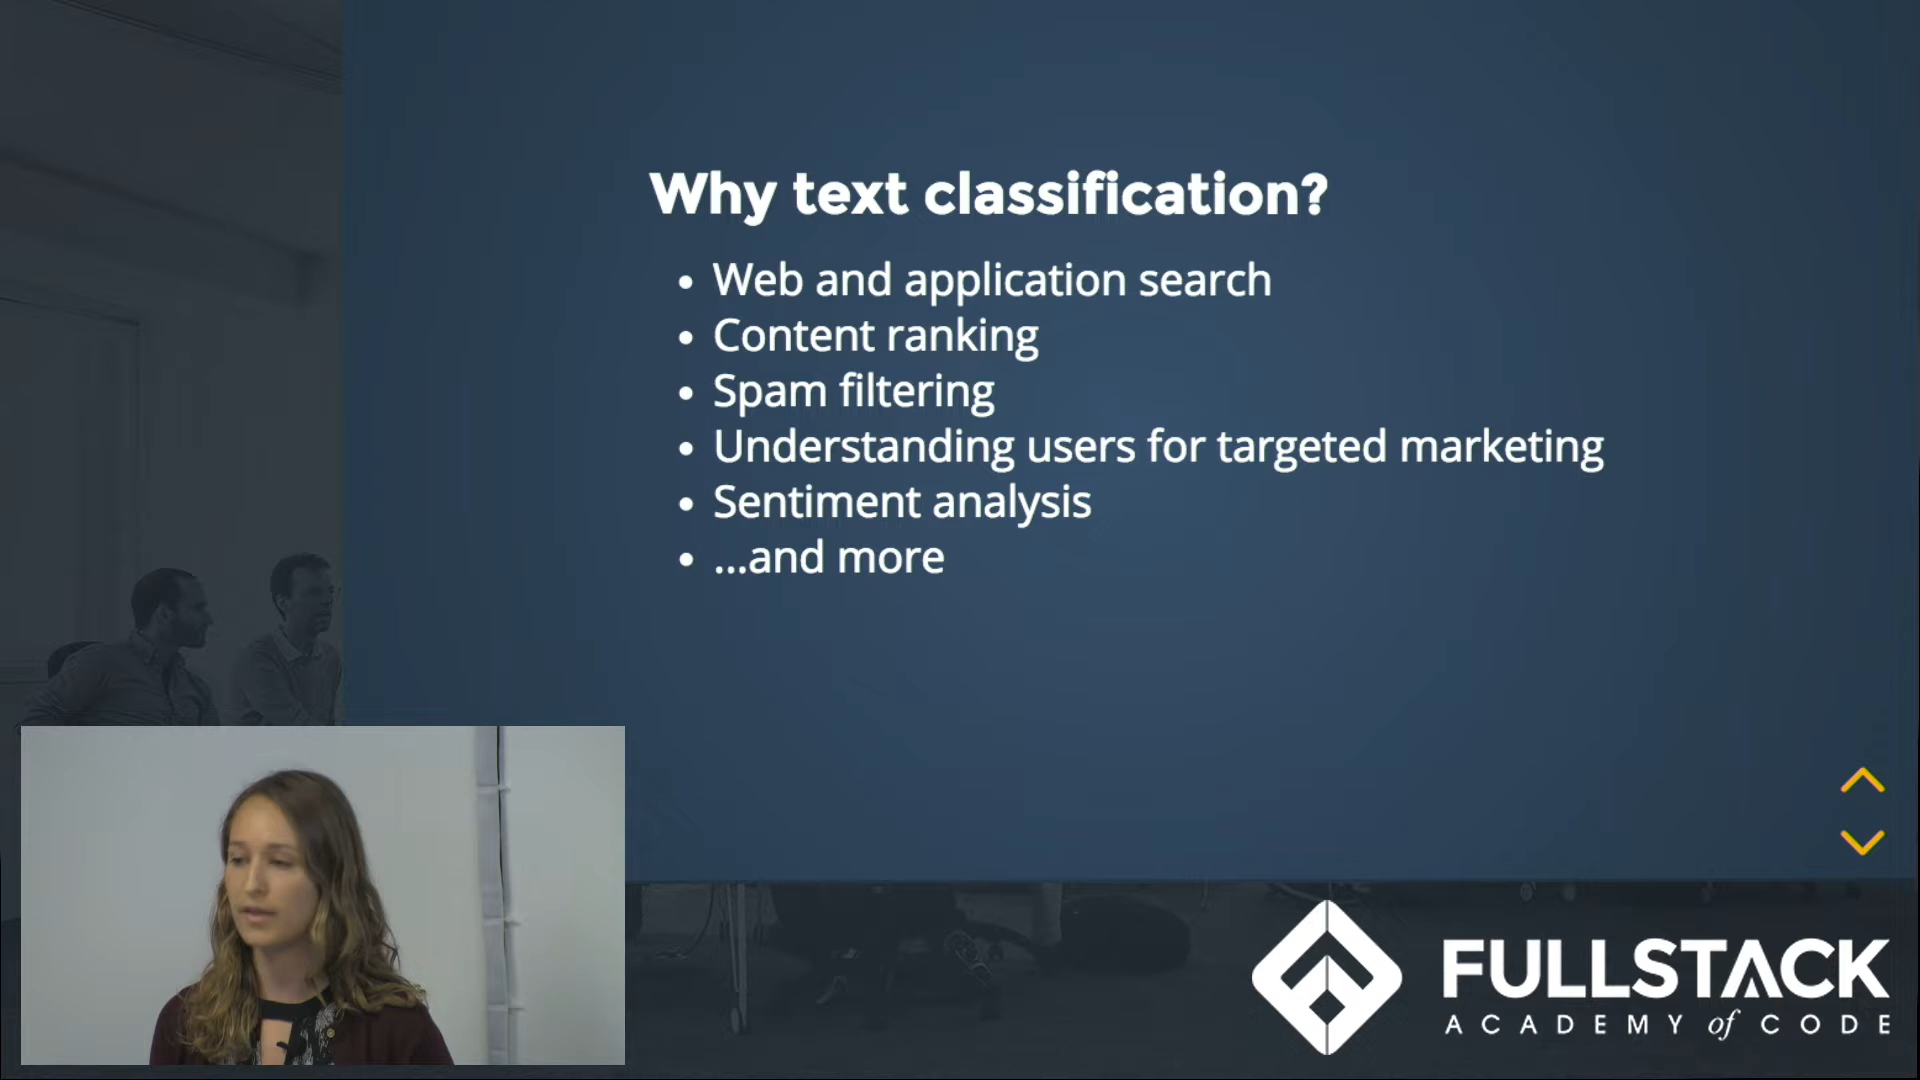 Why text classification?
• Web and application search
• Content ranking
• Spam filtering
• Understanding users for targeted marketing
• Sentiment analysis
• ...and more
FULLSTACK
ACADEMY of CODE